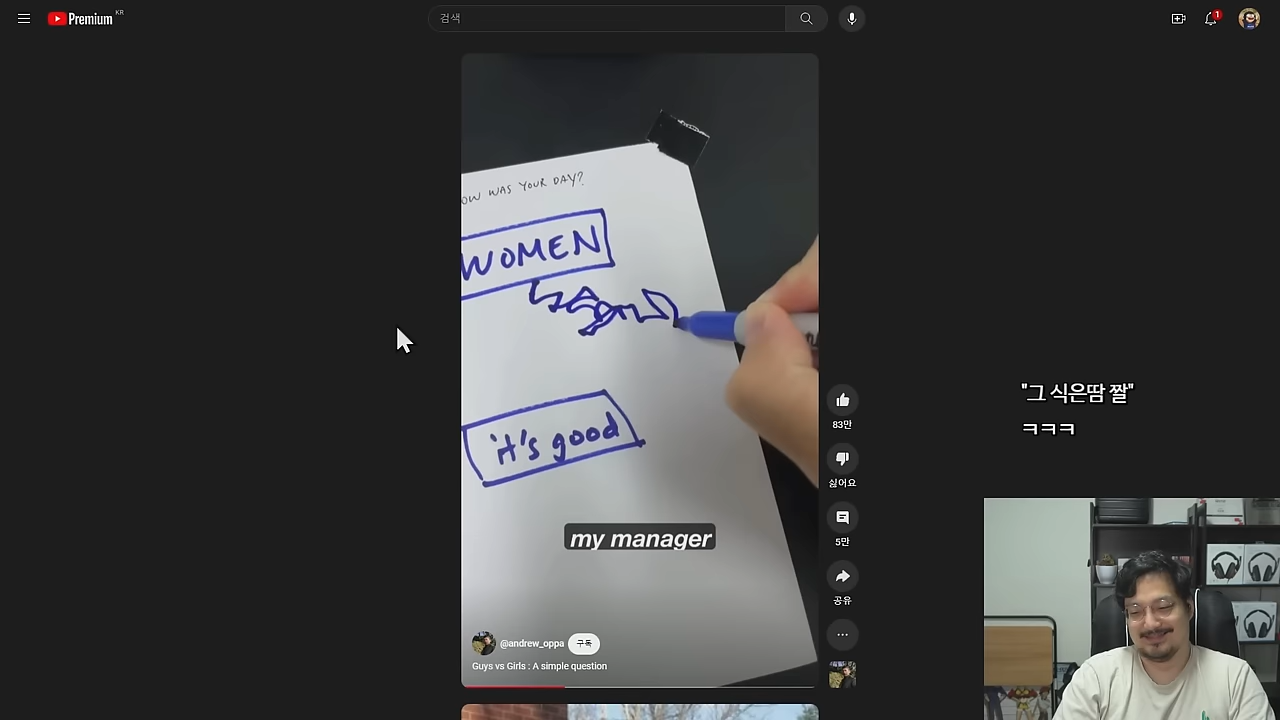 Premium KR
검색
1
OW WAS YOUR DAY?
WOMEN
it's good
my manager
@andrew_oppa 구독
Guys vs Girls : A simple question
83만
싫어요
5만
공유
"그 식은땀 짤"
ㅋㅋㅋ